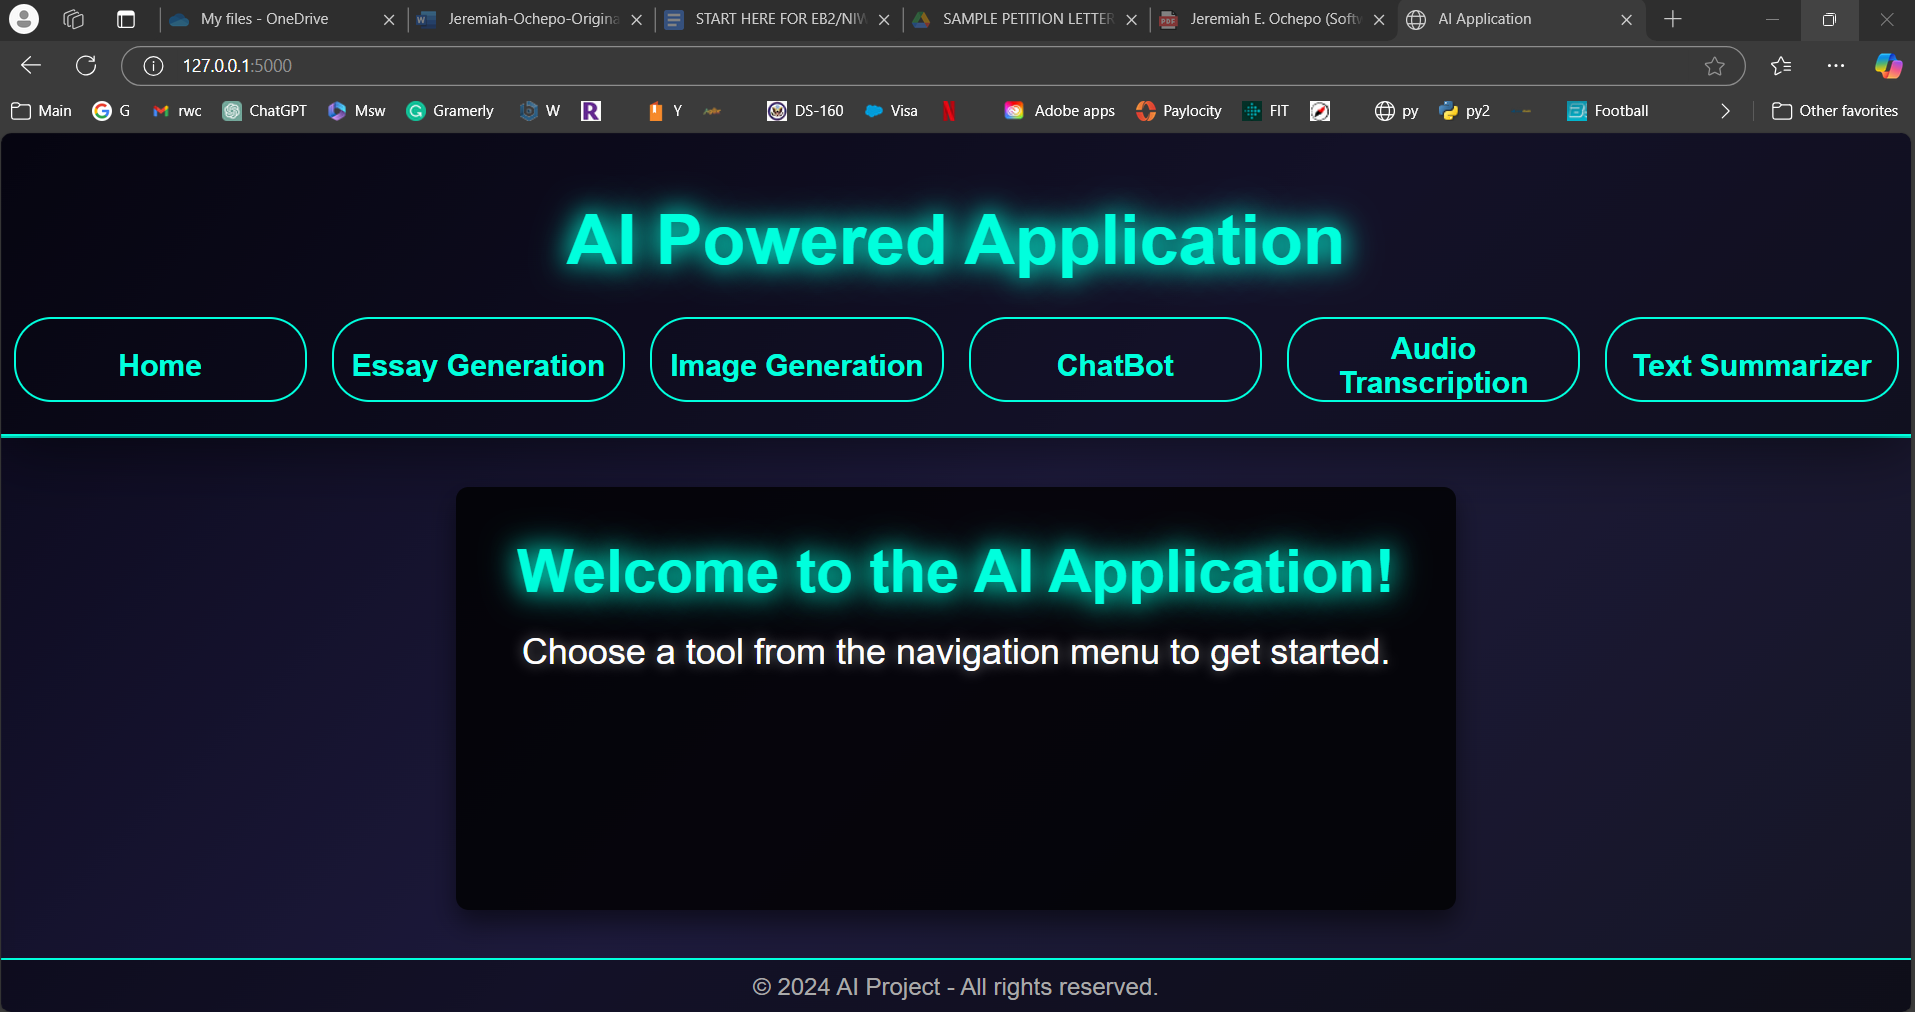 My files - OneDrive
Jeremiah-Ochepo-Origina
START HERE FOR EB2/NIW
SAMPLE PETITION LETTER
Jeremiah E. Ochepo (Softw
AI Application
127.0.0.1:5000
Main
G
rwc
ChatGPT
Msw
Gramerly
W
R
Y
DS-160
Visa
Adobe apps
Paylocity
FIT
py
py2
Football
Other favorites
AI Powered Application
Home
Essay Generation
Image Generation
ChatBot
Audio
Transcription
Text Summarizer
Welcome to the AI Application!
Choose a tool from the navigation menu to get started.
© 2024 AI Project - All rights reserved.